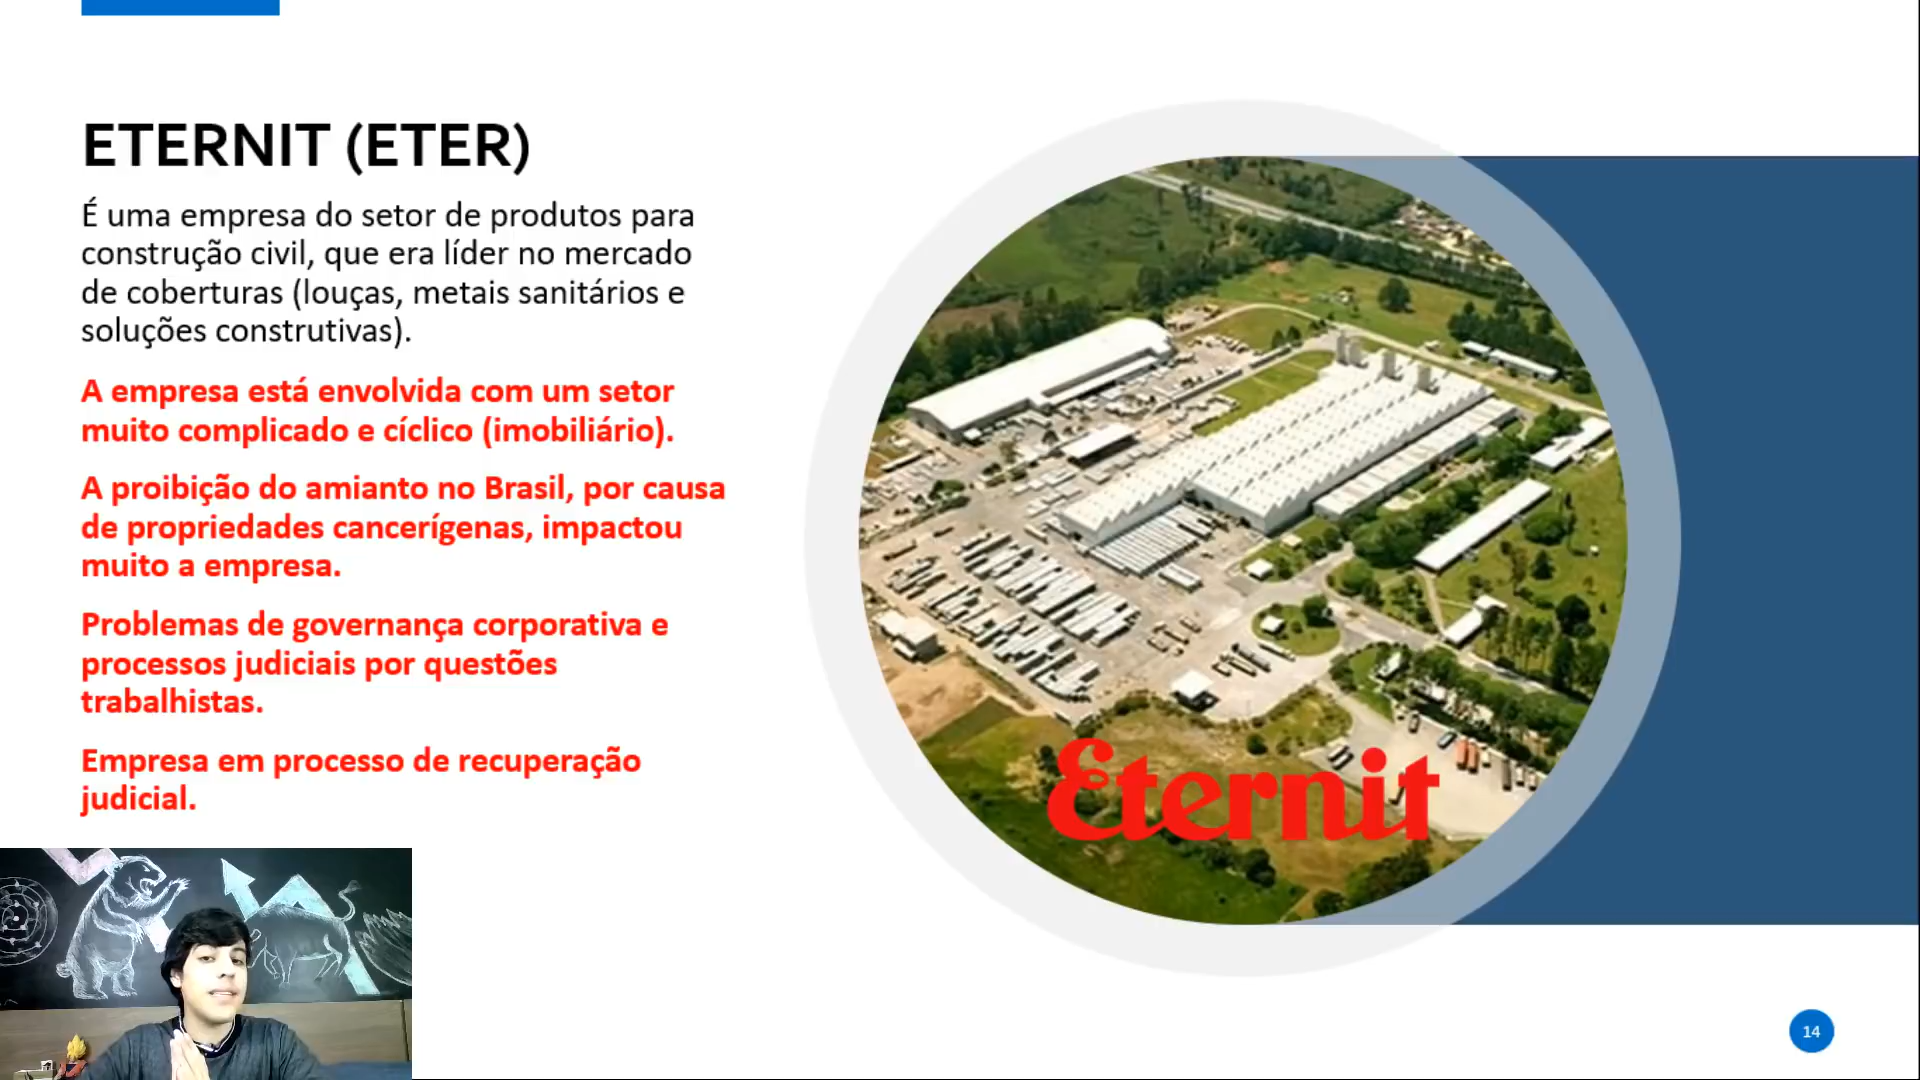 ETERNIT (ETER)
É uma empresa do setor de produtos para
construção civil, que era líder no mercado
de coberturas (louças, metais sanitários e
soluções construtivas).
A empresa está envolvida com um setor
muito complicado e cíclico (imobiliário).
A proibição do amianto no Brasil, por causa
de propriedades cancerígenas, impactou
muito a empresa.
Problemas de governança corporativa e
processos judiciais por questões
trabalhistas.
Empresa em processo de recuperação
judicial.
Eternit
14